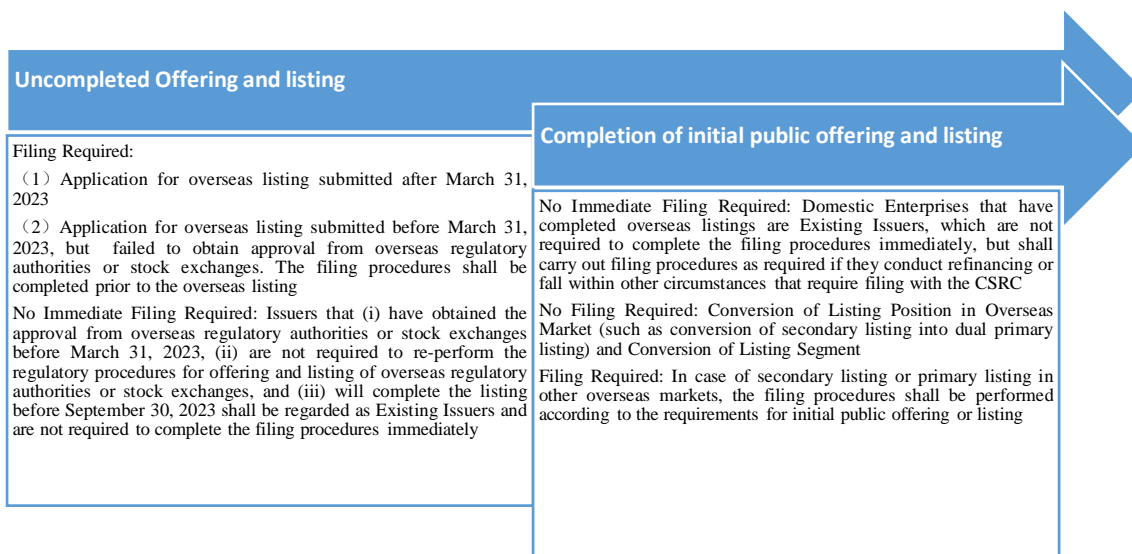 Uncompleted Offering and listing
Filing Required:
（1）Application for overseas listing submitted after March 31,
2023
（2）Application for overseas listing submitted before March 31,
2023, but failed to obtain approval from overseas regulatory
authorities or stock exchanges. The filing procedures shall be
completed prior to the overseas listing
No Immediate Filing Required: Issuers that (i) have obtained the
approval from overseas regulatory authorities or stock exchanges
before March 31, 2023, (ii) are not required to re-perform the
regulatory procedures for offering and listing of overseas regulatory
authorities or stock exchanges, and (iii) will complete the listing
before September 30, 2023 shall be regarded as Existing Issuers and
are not required to complete the filing procedures immediately
Completion of initial public offering and listing
No Immediate Filing Required: Domestic Enterprises that have
completed overseas listings are Existing Issuers, which are not
required to complete the filing procedures immediately, but shall
carry out filing procedures as required if they conduct refinancing or
fall within other circumstances that require filing with the CSRC
No Filing Required: Conversion of Listing Position in Overseas
Market (such as conversion of secondary listing into dual primary
listing) and Conversion of Listing Segment
Filing Required: In case of secondary listing or primary listing in
other overseas markets, the filing procedures shall be performed
according to the requirements for initial public offering or listing